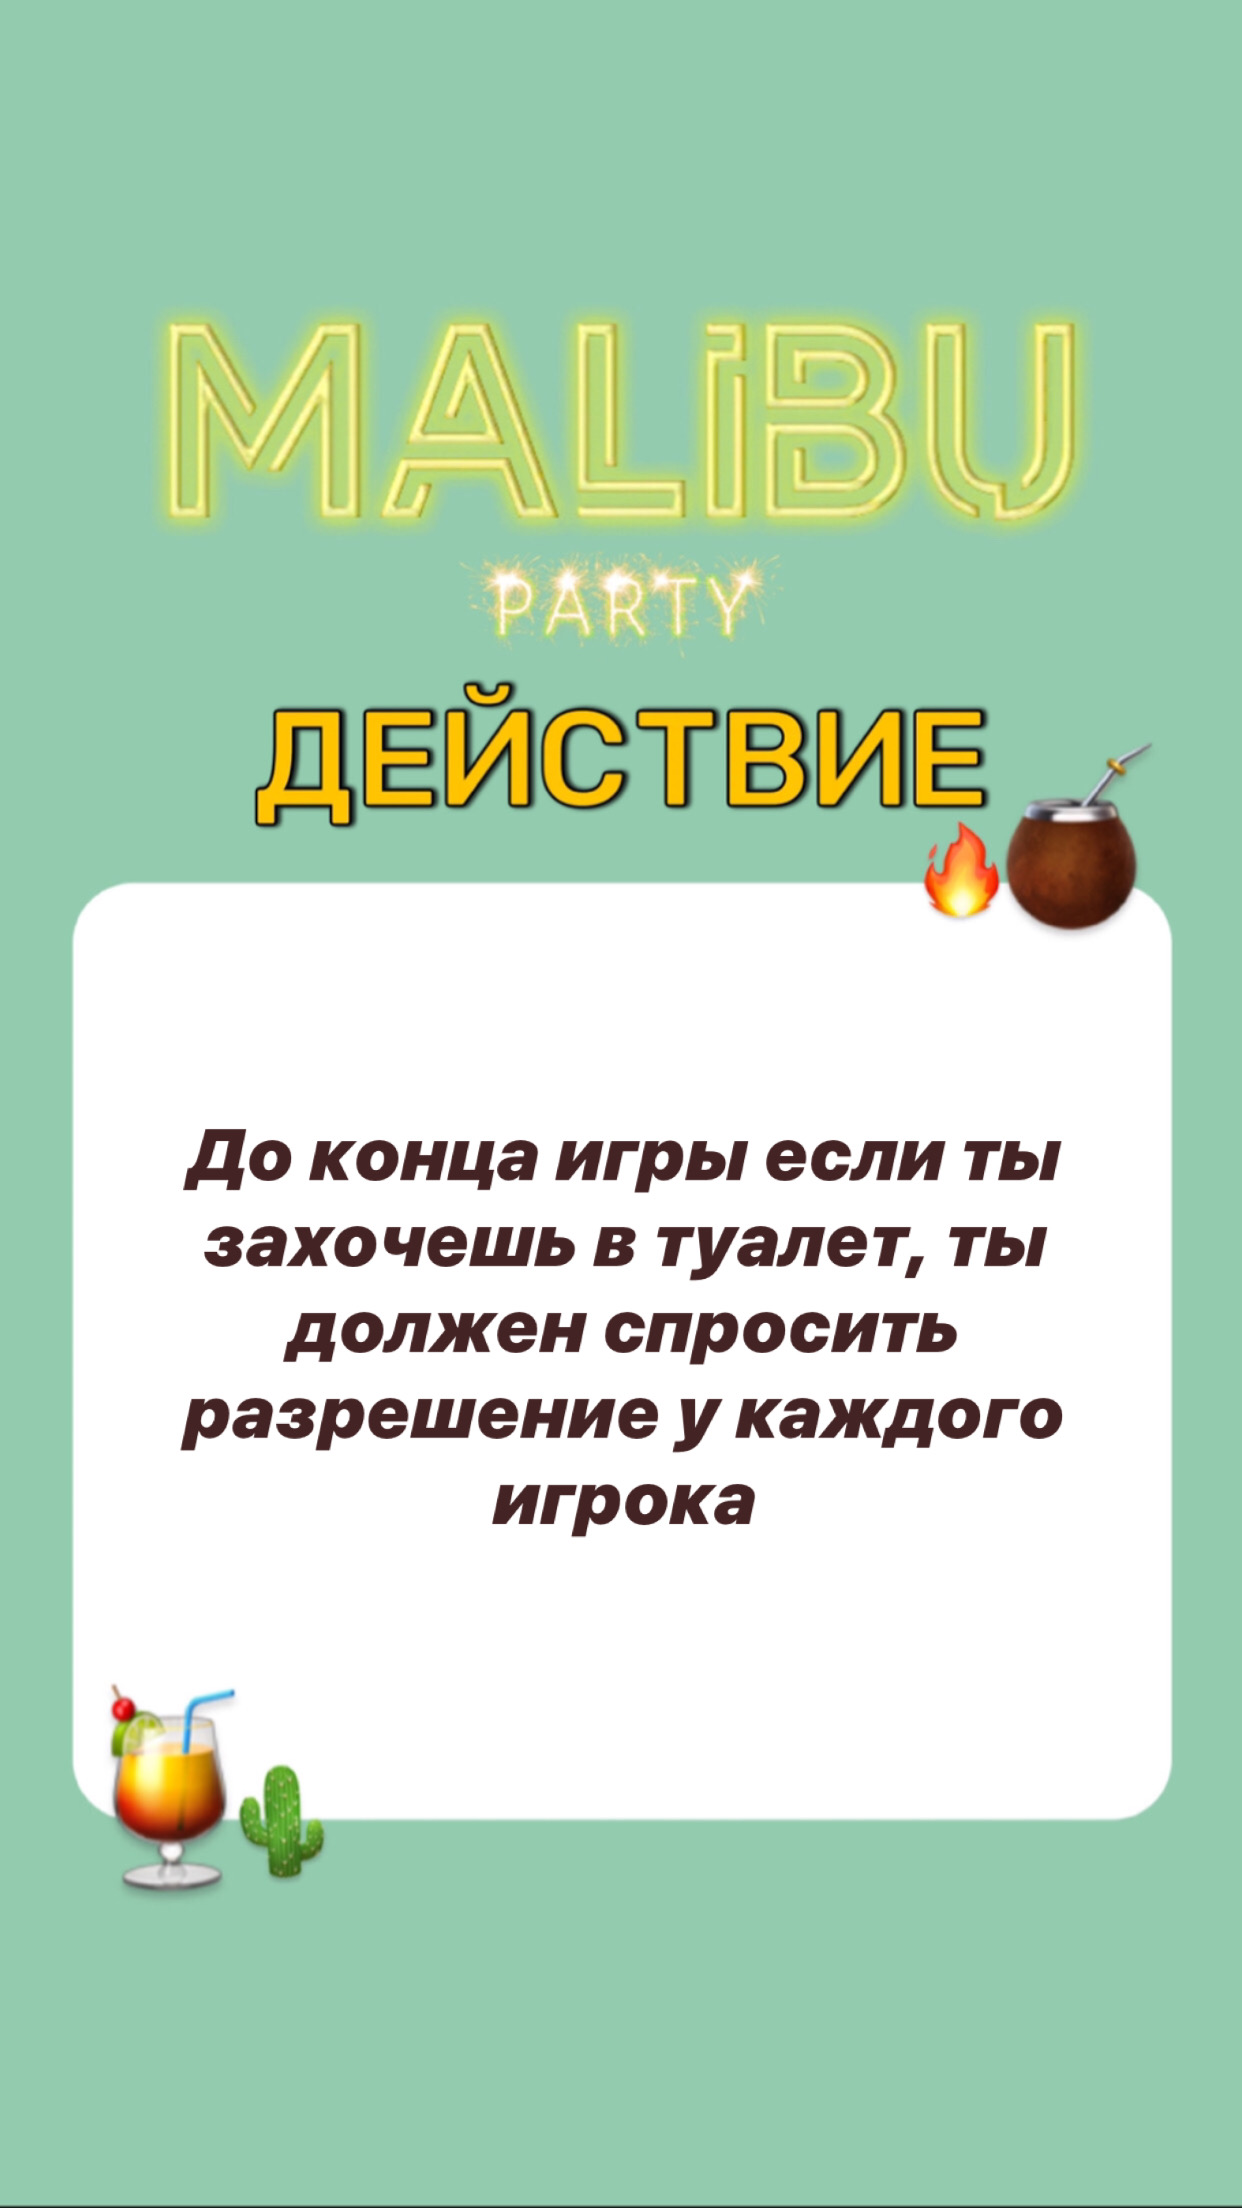 MALiBU
PARTY
ДЕЙСТВИЕ
До конца игры если ты
захочешь в туалет, ты
должен спросить
разрешение у каждого
игрока